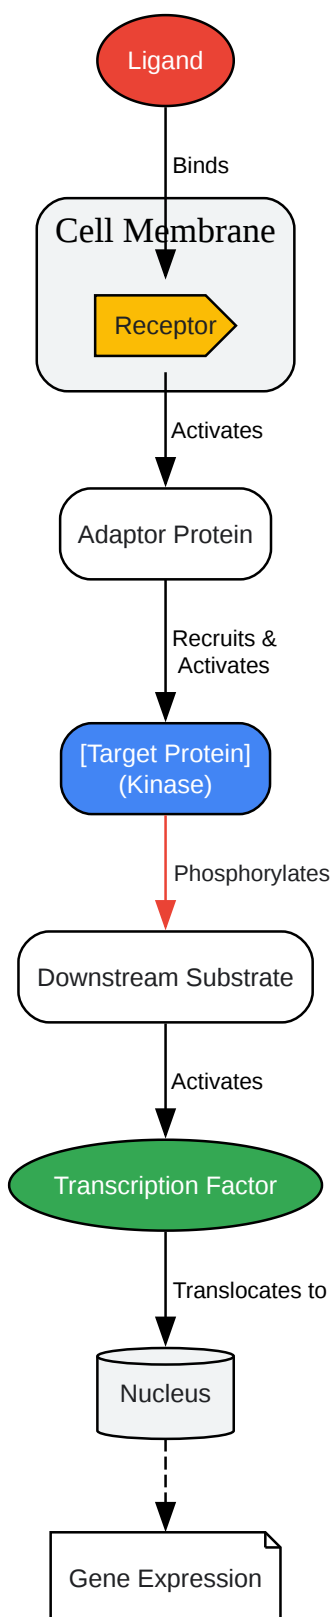 Ligand
Binds
Cell Membrane
Receptor
Activates
Adaptor Protein
Recruits &
Activates
[Target Protein]
(Kinase)
Phosphorylates
Downstream Substrate
Activates
Transcription Factor
Translocates to
Nucleus
Gene Expression